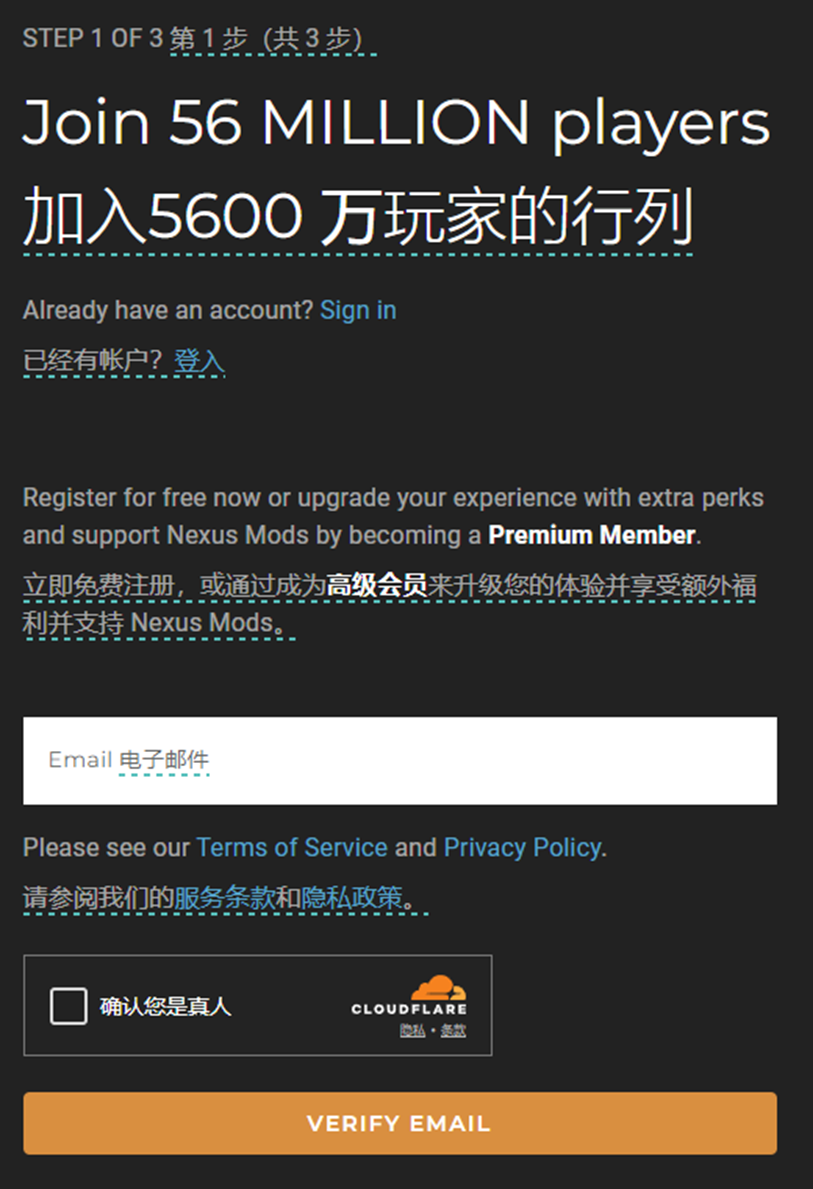 STEP 1 OF 3 第 1 步（共 3 步）
Join 56 MILLION players
加入5600 万玩家的行列
Already have an account? Sign in
已经有帐户？登入
Register for free now or upgrade your experience with extra perks
and support Nexus Mods by becoming a Premium Member.
立即免费注册，或通过成为高级会员来升级您的体验并享受额外福
利并支持 Nexus Mods。
Email 电子邮件
Please see our Terms of Service and Privacy Policy.
请参阅我们的服务条款和隐私政策。
确认您是真人
CLOUDFLARE
隐私 • 条款
VERIFY EMAIL